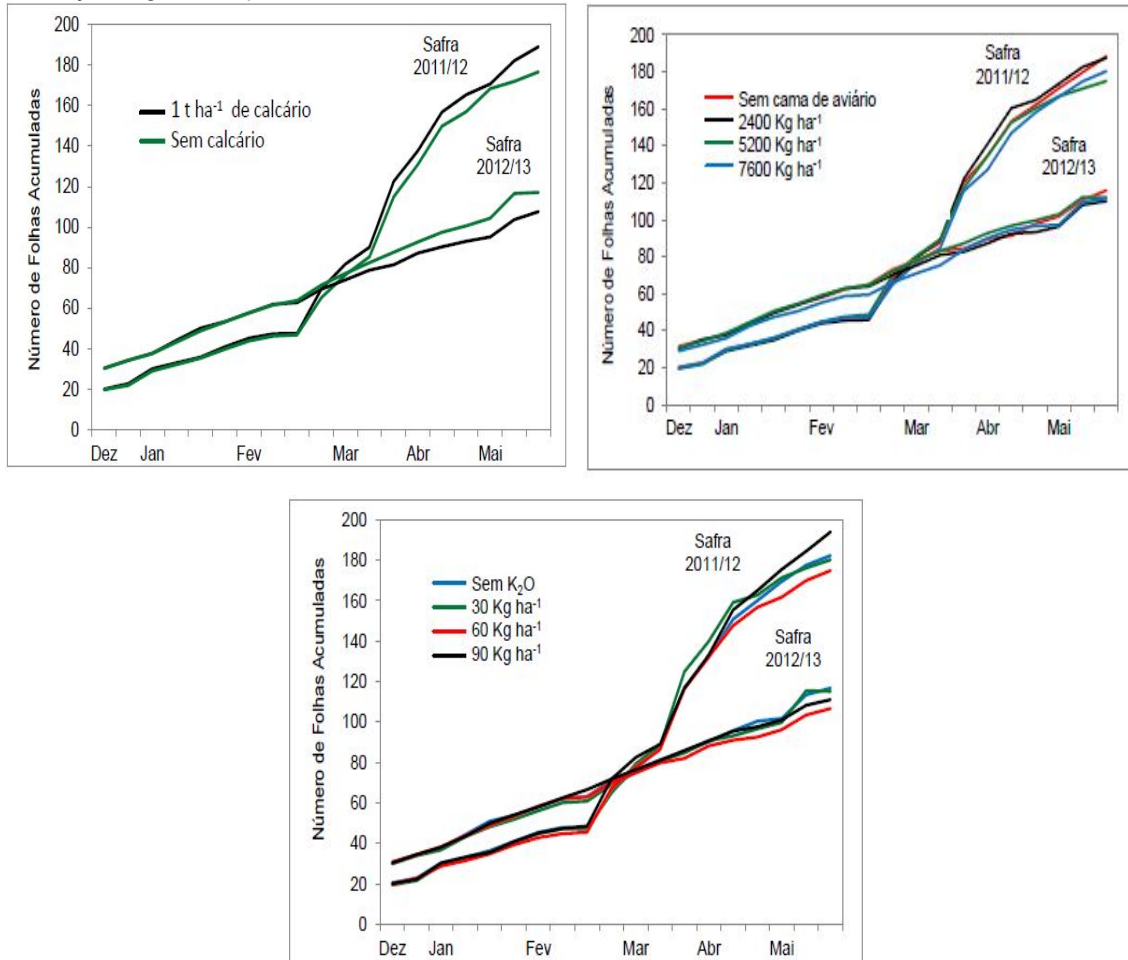 200
180
160
140
120
100
80
60
40
20
0
Número de Folhas Acumuladas
Safra
2011/12
1 t ha⁻¹ de calcário
Sem calcário
Safra
2012/13
Dez Jan Fev Mar Abr Mai
200
180
160
140
120
100
80
60
40
20
0
Número de Folhas Acumuladas
Safra
2011/12
Sem cama de aviário
2400 Kg ha⁻¹
5200 Kg ha⁻¹
7600 Kg ha⁻¹
Safra
2012/13
Dez Jan Fev Mar Abr Mai
200
180
160
140
120
100
80
60
40
20
0
Número de Folhas Acumuladas
Safra
2011/12
Sem K₂O
30 Kg ha⁻¹
60 Kg ha⁻¹
90 Kg ha⁻¹
Safra
2012/13
Dez Jan Fev Mar Abr Mai